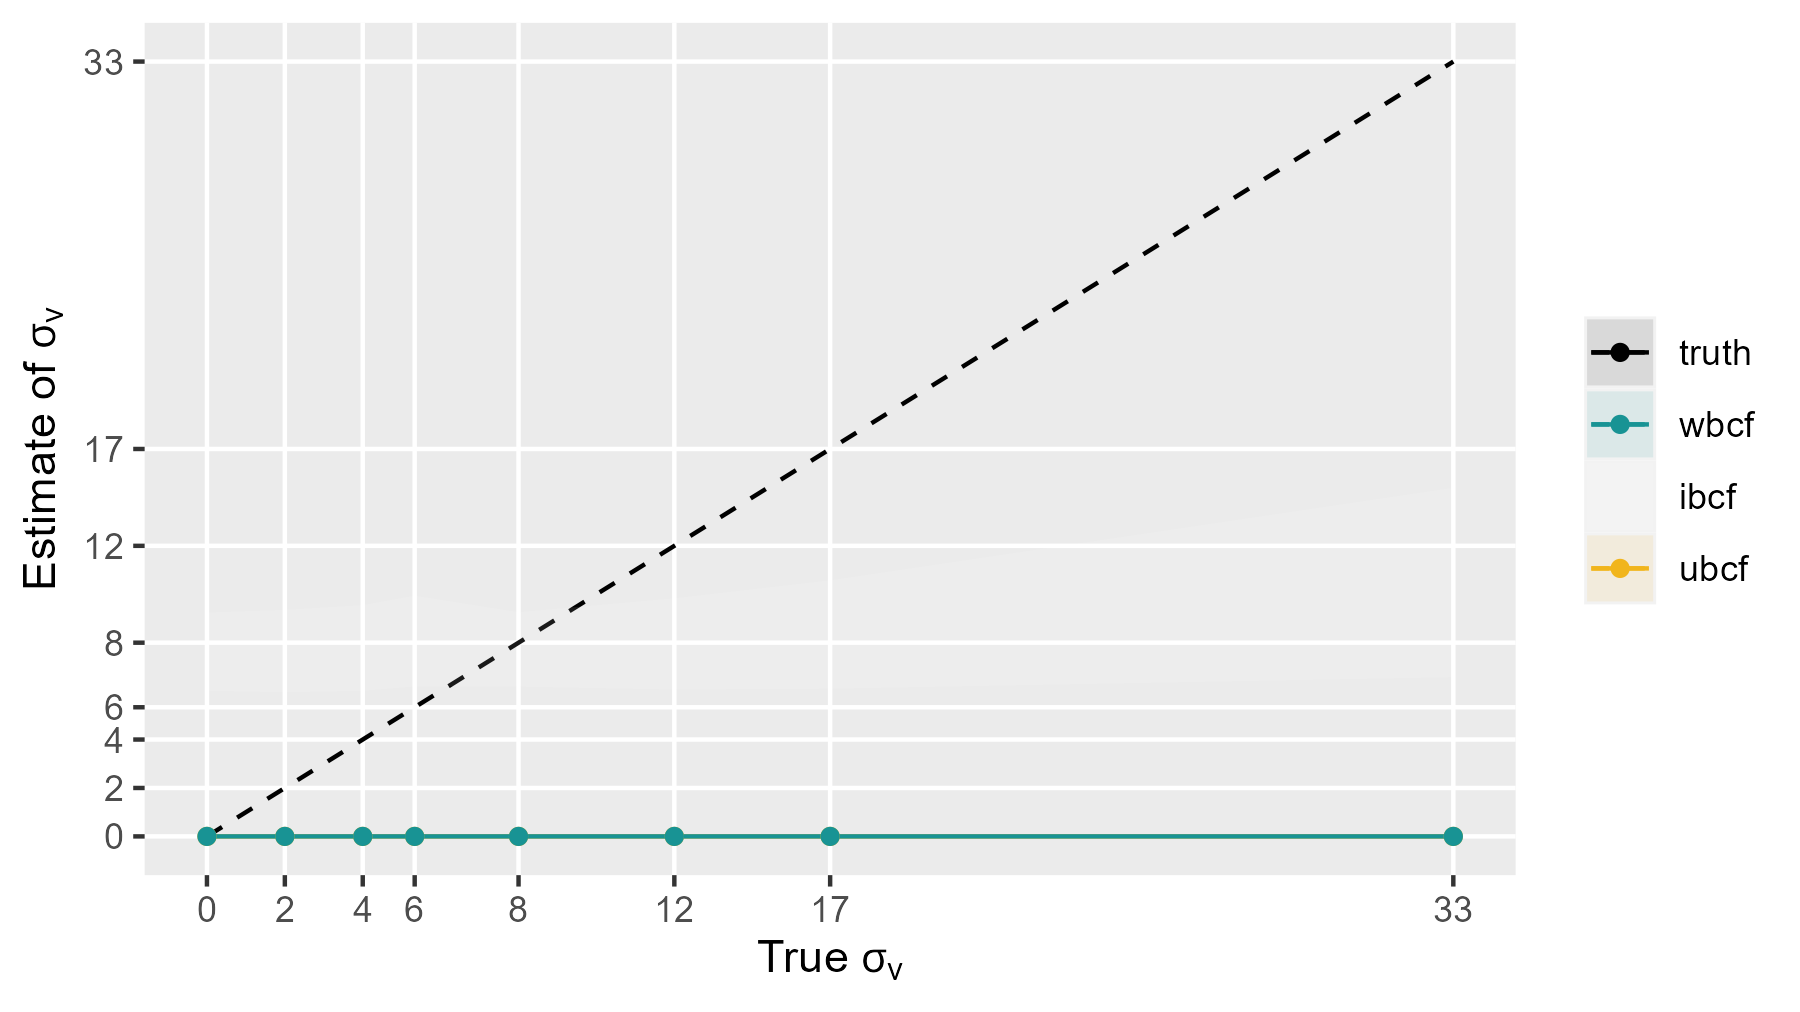 Estimate of σv
33
17
12
8
6
4
2
0
0 2 4 6 8 12 17 33
True σv
truth
wbcf
ibcf
ubcf